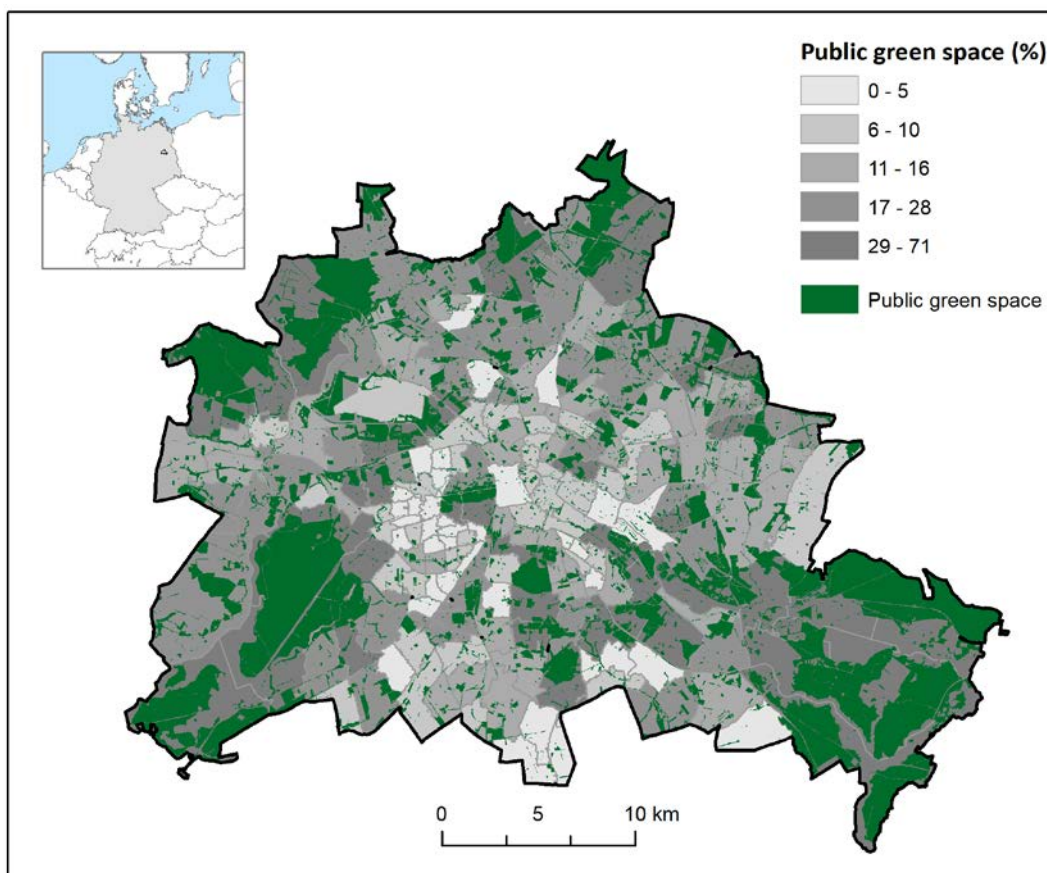 Public green space (%)
0 - 5
6 - 10
11 - 16
17 - 28
29 - 71
Public green space
0 5 10 km